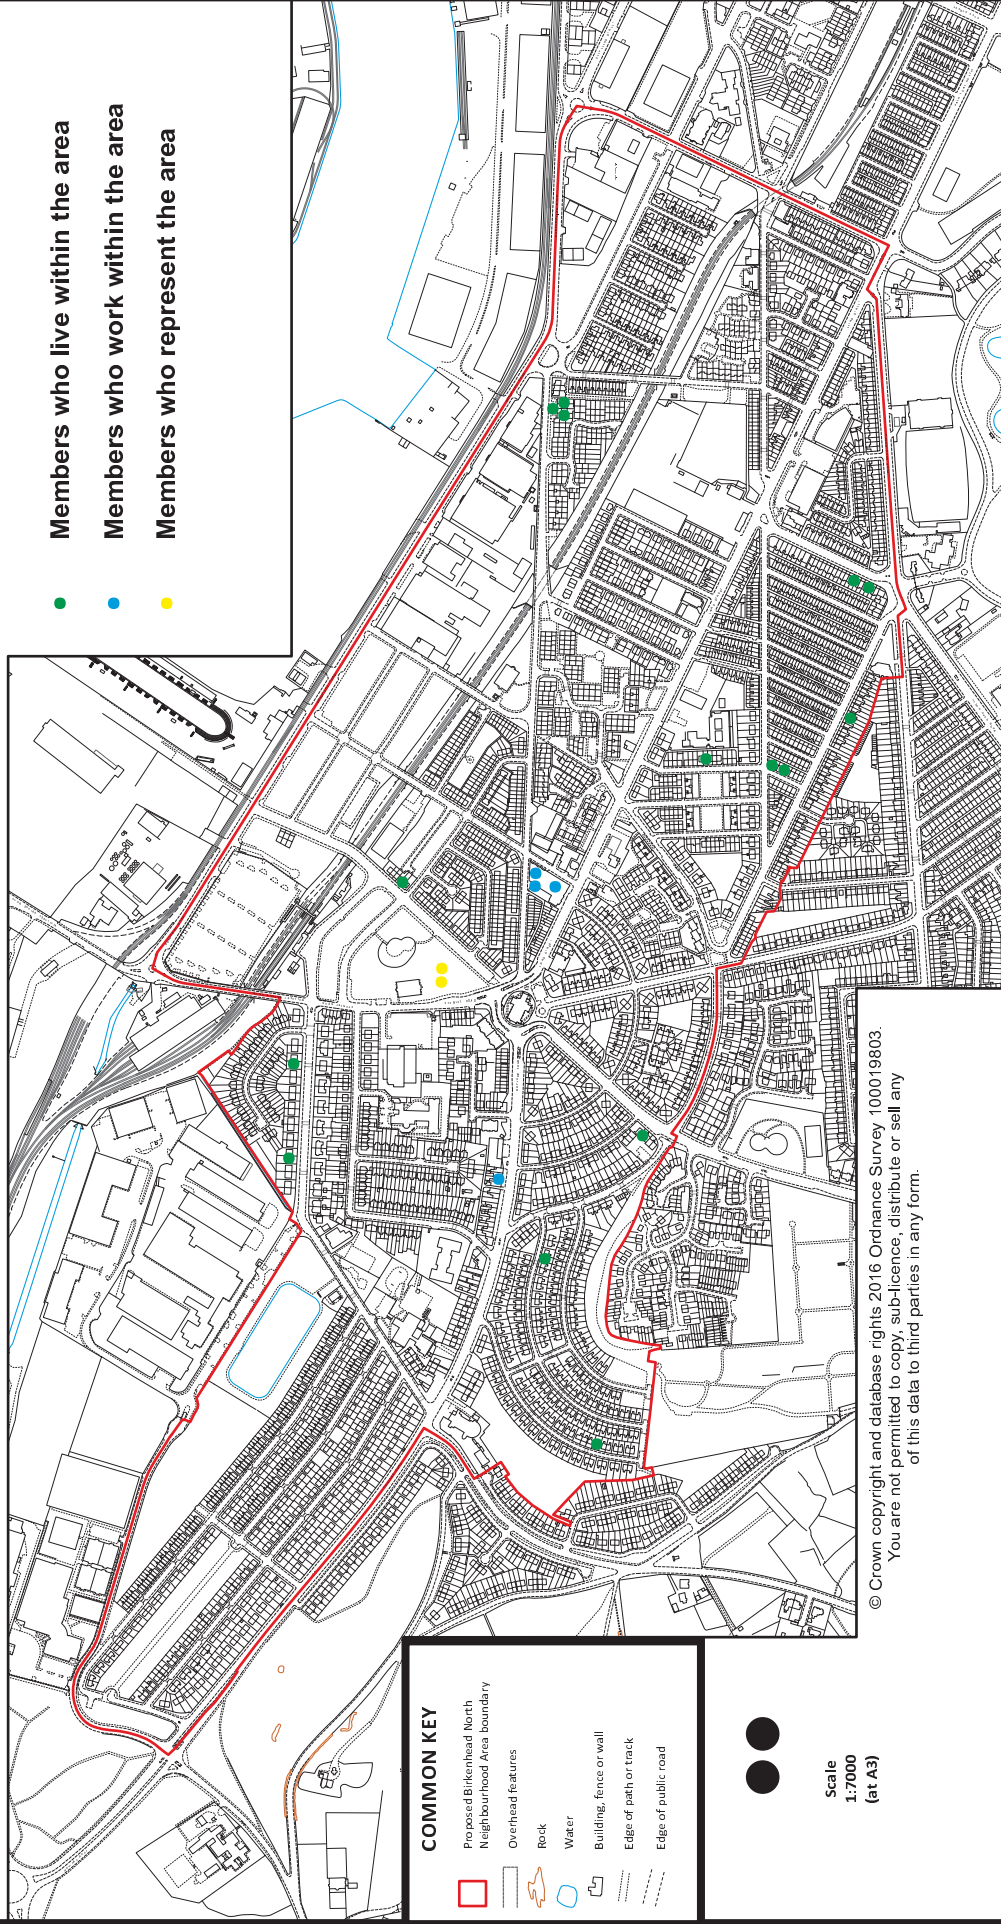 Members who live within the area
Members who work within the area
Members who represent the area
© Crown copyright and database rights 2016 Ordnance Survey 100019803.
You are not permitted to copy, sub-licence, distribute or sell any
of this data to third parties in any form.
COMMON KEY
Proposed Birkenhead North
Neighbourhood Area boundary
Overhead features
Rock
Water
Building, fence or wall
Edge of path or track
Edge of public road
Scale
1:7000
(at A3)